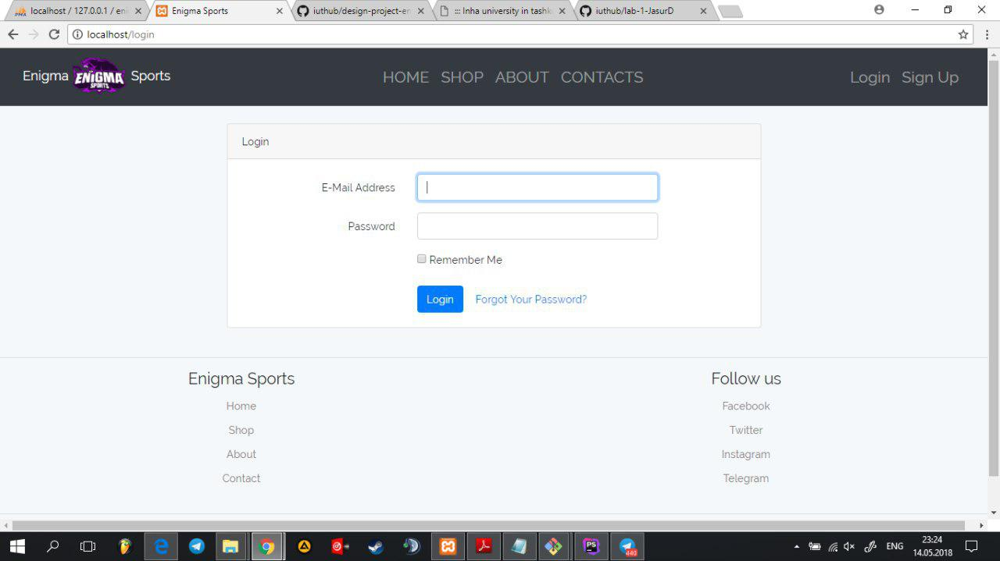 localhost / 127.0.0.1 / eni
Enigma Sports
iuthub/design-project-en
::: Inha university in tashk
iuthub/lab-1-JasurD
localhost/login
Enigma ENIGMA SPORTS Sports
HOME SHOP ABOUT CONTACTS
Login Sign Up
Login
E-Mail Address
Password
Remember Me
Login Forgot Your Password?
Enigma Sports
Home
Shop
About
Contact
Follow us
Facebook
Twitter
Instagram
Telegram
PS
440
ENG
23:24
14.05.2018